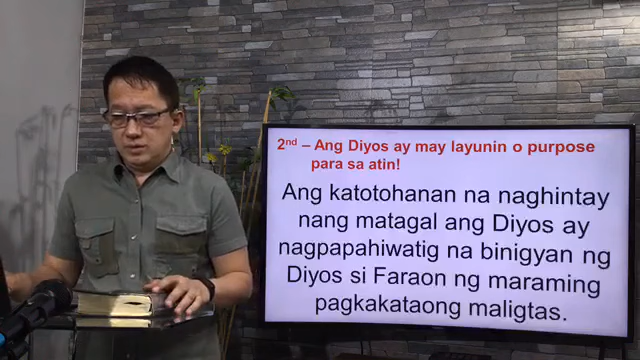 2nd – Ang Diyos ay may layunin o purpose
para sa atin!
Ang katotohanan na naghintay
nang matagal ang Diyos ay
nagpapahiwatig na binigyan ng
Diyos si Faraon ng maraming
pagkakataong maligtas.